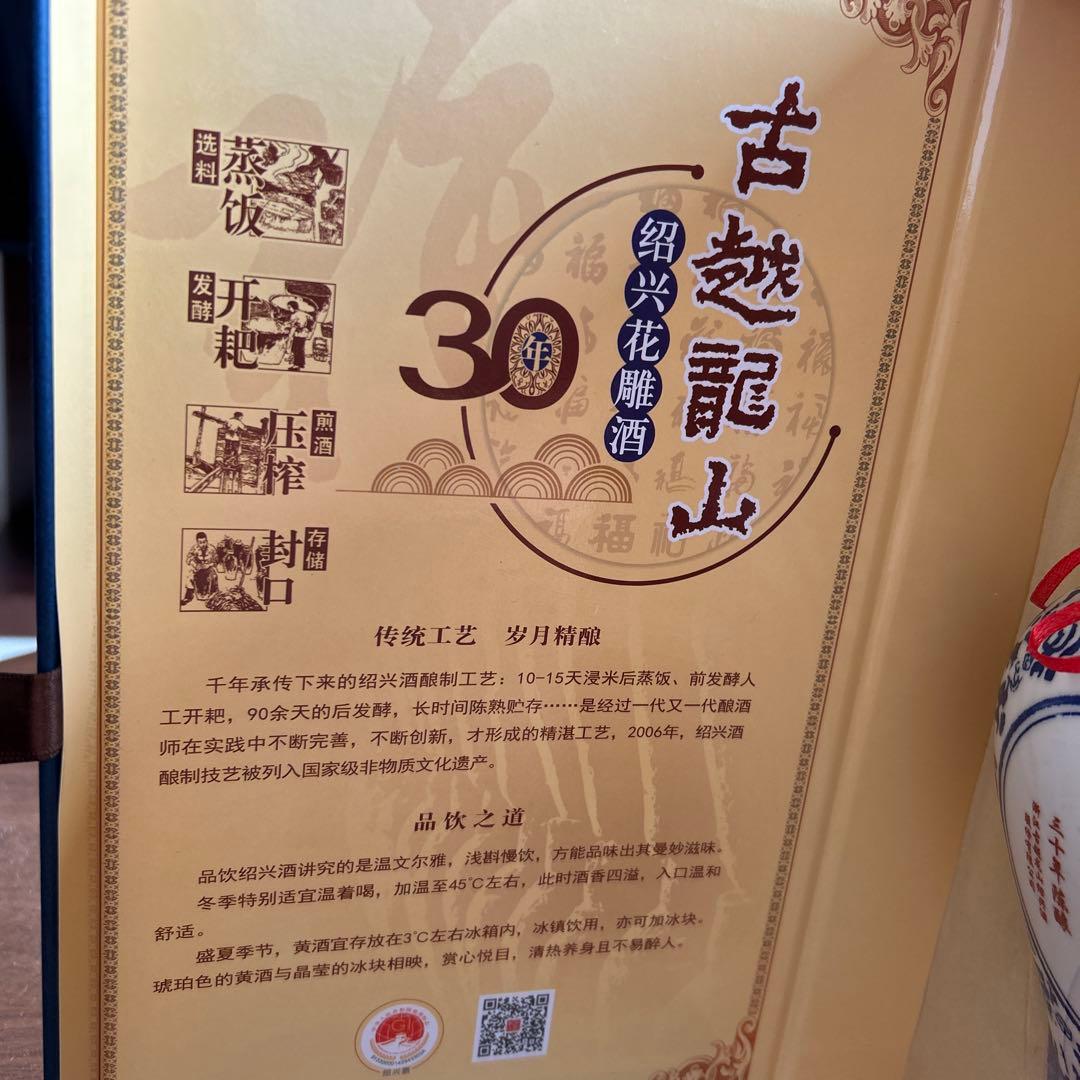 古越龍山
绍兴花雕酒
30年
选料
蒸饭
发酵
开耙
煎酒
压榨
存储
封口
传统工艺 岁月精酿
千年承传下来的绍兴酒酿制工艺：10-15天浸米后蒸饭、前发酵人
工开耙，90余天的后发酵，长时间陈熟贮存……是经过一代又一代酿酒
师在实践中不断完善，不断创新，才形成的精湛工艺，2006年，绍兴酒
酿制技艺被列入国家级非物质文化遗产。
品饮之道
品饮绍兴酒讲究的是温文尔雅，浅斟慢饮，方能品味出其曼妙滋味。
冬季特别适宜温着喝，加温至45℃左右，此时酒香四溢，入口温和
舒适。
盛夏季节，黄酒宜存放在3℃左右冰箱内，冰镇饮用，亦可加冰块。
琥珀色的黄酒与晶莹的冰块相映，赏心悦目，清热养身且不易醉人。
绍兴酒
三十年陈酿